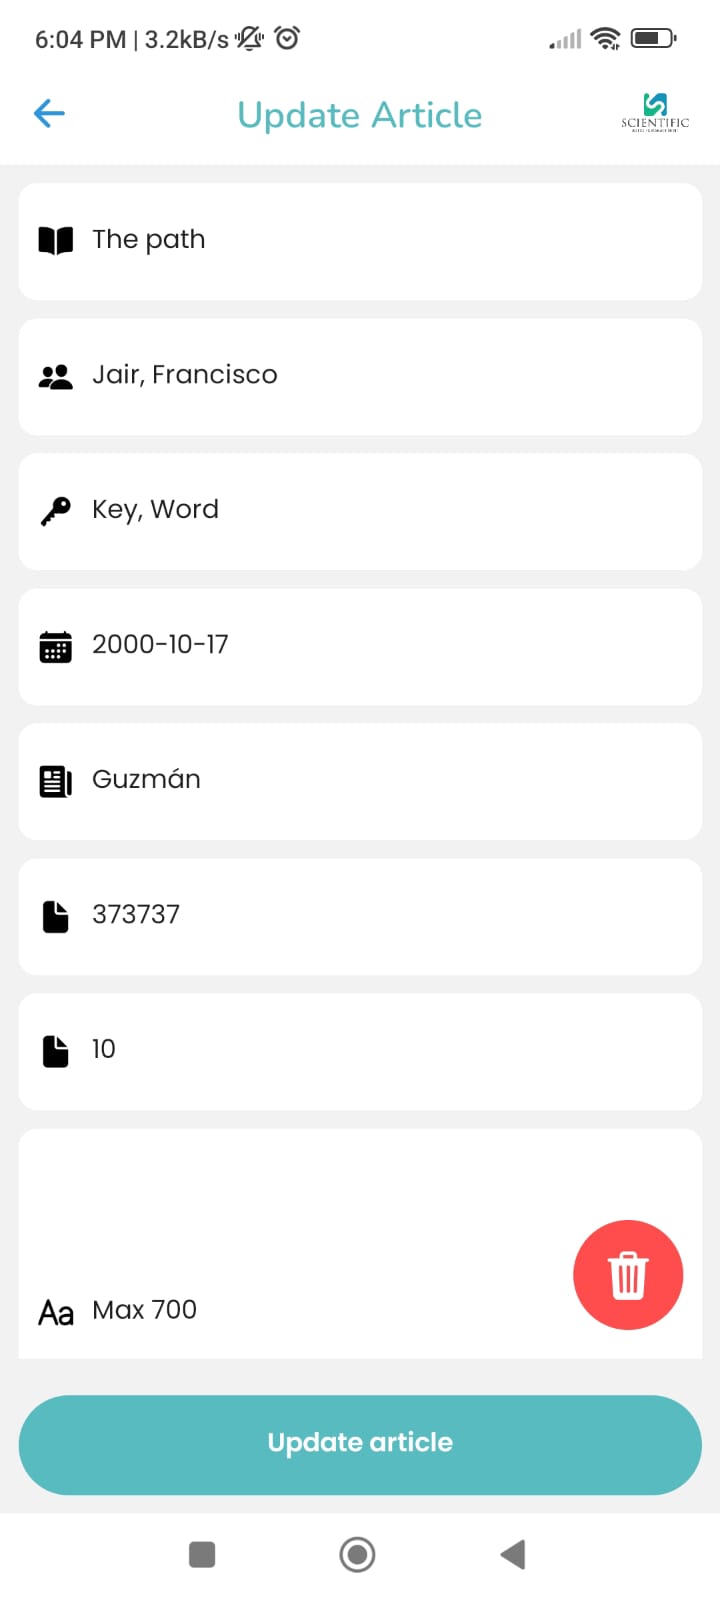 6:04 PM | 3.2kB/s
Update Article
SCIENTIFIC
The path
Jair, Francisco
Key, Word
2000-10-17
Guzmán
373737
10
Aa Max 700
Update article